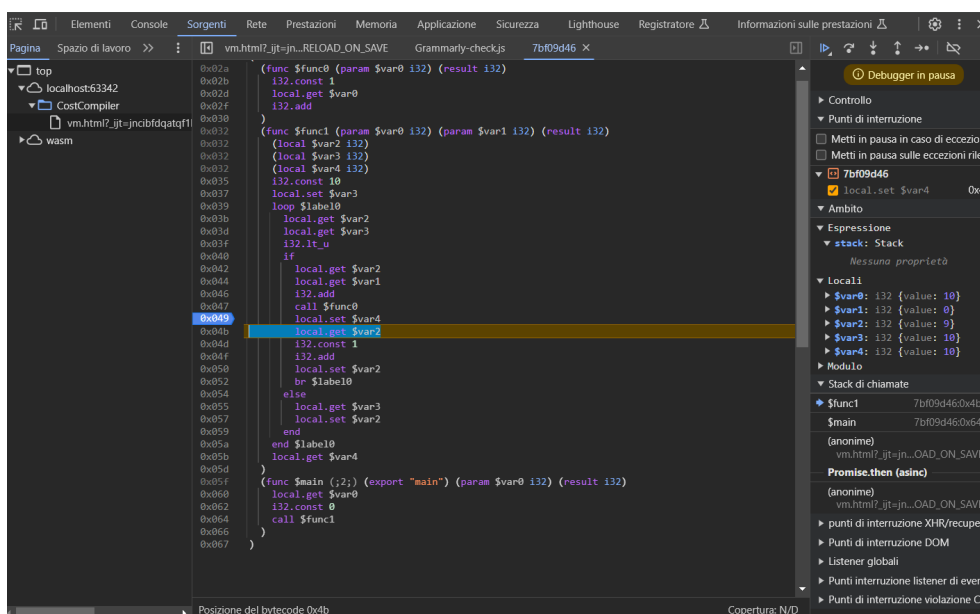 Elementi Console Sorgenti Rete Prestazioni Memoria Applicazione Sicurezza Lighthouse Registratore Informazioni sulle prestazioni
Pagina Spazio di lavoro >> vm.html?_ijt=jn...RELOAD_ON_SAVE Grammarly-check.js 7bf09d46 ×
top
localhost:63342
CostCompiler
vm.html?_ijt=jncibfdqatqf1
wasm
0x02a (func $func0 (param $var0 i32) (result i32)
0x02b i32.const 1
0x02d local.get $var0
0x02f i32.add
0x030 )
0x032 (func $func1 (param $var0 i32) (param $var1 i32) (result i32)
0x032 (local $var2 i32)
0x032 (local $var3 i32)
0x032 (local $var4 i32)
0x035 i32.const 10
0x037 local.set $var3
0x039 loop $label0
0x03b local.get $var2
0x03d local.get $var3
0x03f i32.lt_u
0x040 if
0x042 local.get $var2
0x044 local.get $var1
0x046 i32.add
0x047 call $func0
0x049 local.set $var4
0x04b local.get $var2
0x04d i32.const 1
0x04f i32.add
0x050 local.set $var2
0x052 br $label0
0x054 else
0x055 local.get $var3
0x057 local.set $var2
0x059 end
0x05a end $label0
0x05b local.get $var4
0x05d )
0x05f (func $main (;2;) (export "main") (param $var0 i32) (result i32)
0x060 local.get $var0
0x062 i32.const 0
0x064 call $func1
0x066 )
0x067 )
Posizione del bytecode 0x4b Copertura: N/D
Debugger in pausa
Controllo
Punti di interruzione
Metti in pausa in caso di eccezio
Metti in pausa sulle eccezioni rile
7bf09d46
local.set $var4 0x
Ambito
Espressione
stack: Stack
Nessuna proprietà
Locali
$var0: i32 {value: 10}
$var1: i32 {value: 0}
$var2: i32 {value: 9}
$var3: i32 {value: 10}
$var4: i32 {value: 10}
Modulo
Stack di chiamate
$func1 7bf09d46:0x4b
$main 7bf09d46:0x64
(anonime)
vm.html?_ijt=jn...OAD_ON_SAVE
Promise.then (asinc)
(anonime)
vm.html?_ijt=jn...OAD_ON_SAVE
punti di interruzione XHR/recupe
Punti di interruzione DOM
Listener globali
Punti interruzione listener di even
Punti di interruzione violazione C